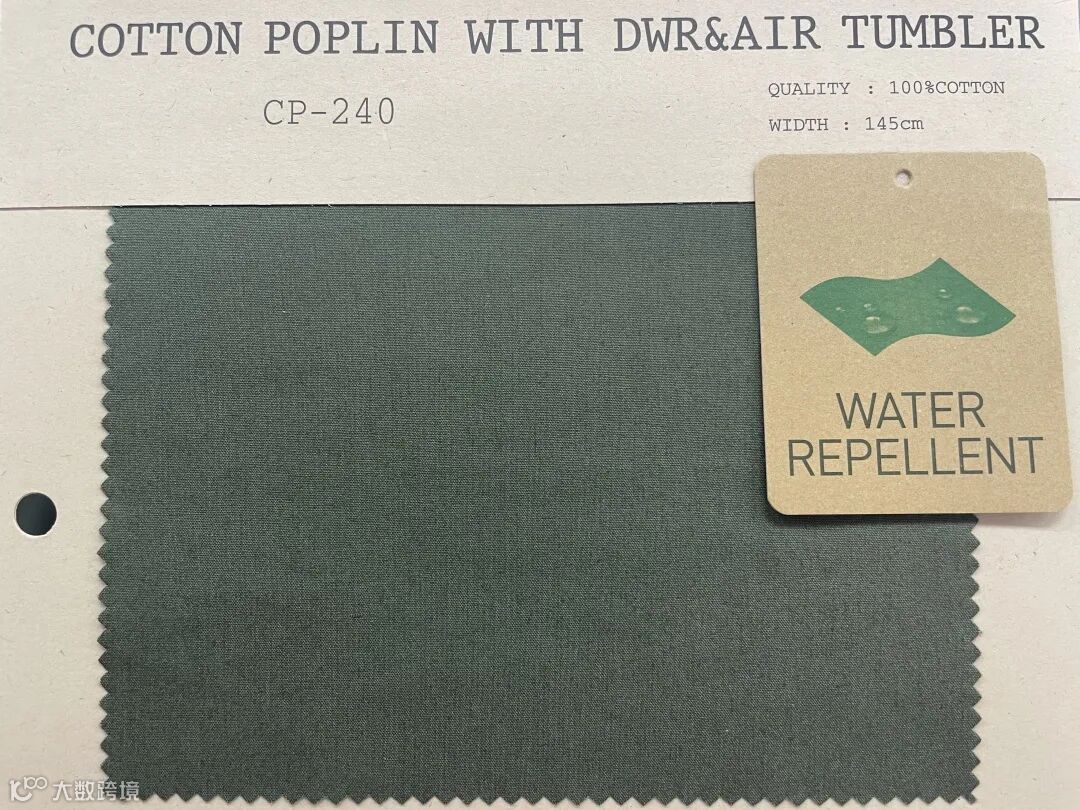 COTTON POPLIN WITH DWR&AIR TUMBLER
CP-240
QUALITY : 100%COTTON
WIDTH : 145cm
WATER
REPELLENT
大数跨境